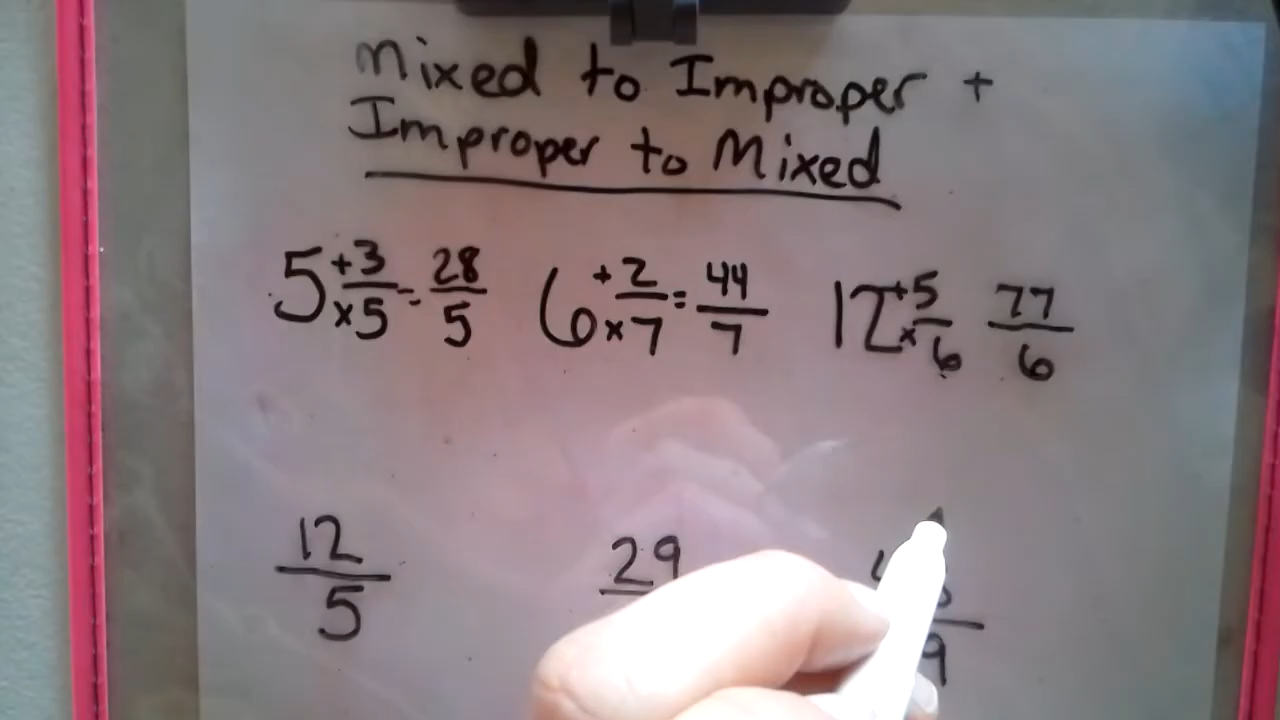 Mixed to Improper +
Improper to Mixed
5 +3/×5 = 28/5 6 +2/×7 = 44/7 12 +5/×6 77/6
12/5 29 /9